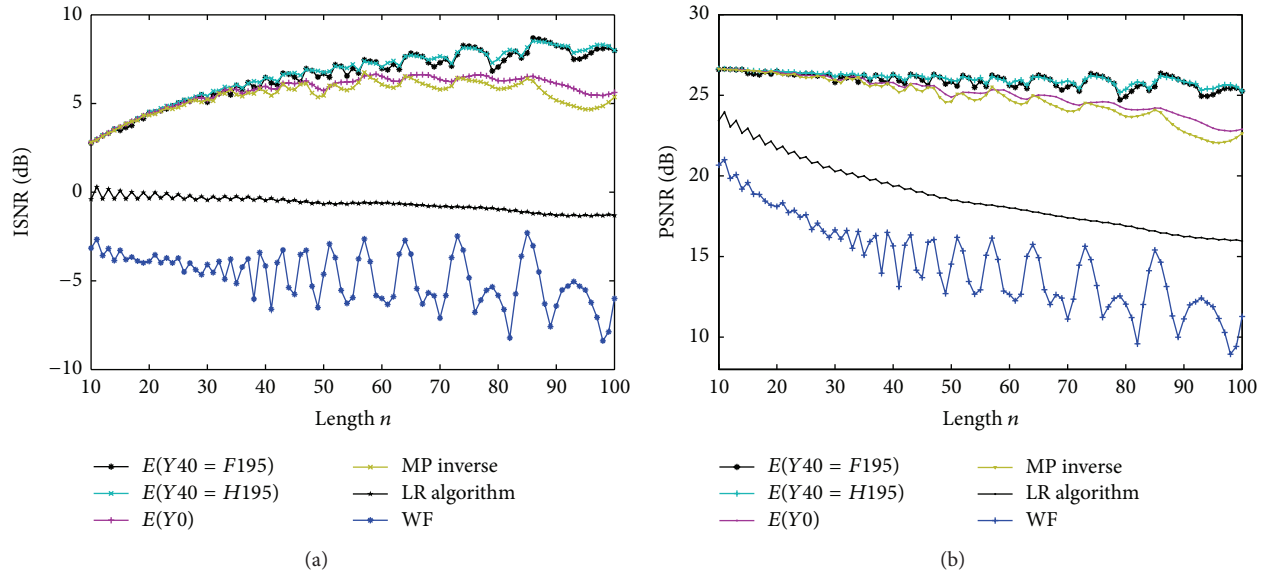 10
5
0
−5
−10
ISNR (dB)
10 20 30 40 50 60 70 80 90 100
Length n
E(Y40 = F195)
E(Y40 = H195)
E(Y0)
MP inverse
LR algorithm
WF
(a)
30
25
20
15
10
PSNR (dB)
10 20 30 40 50 60 70 80 90 100
Length n
E(Y40 = F195)
E(Y40 = H195)
E(Y0)
MP inverse
LR algorithm
WF
(b)